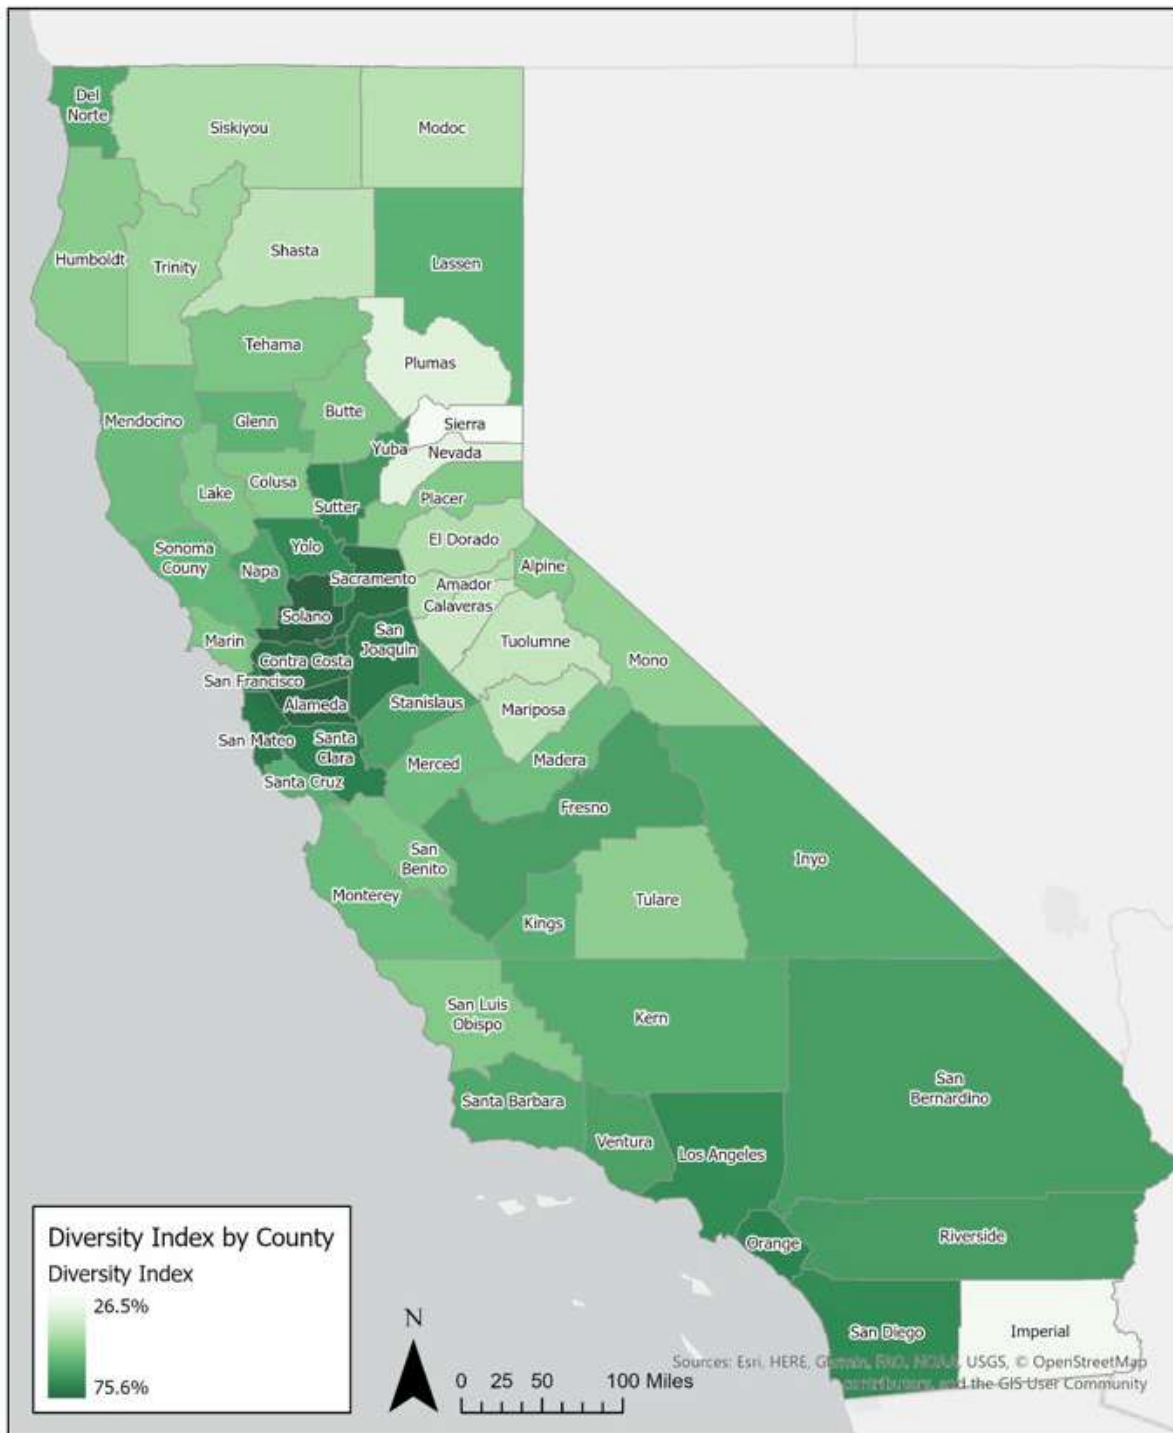 Del
Norte
Siskiyou
Modoc
Humboldt
Trinity
Shasta
Lassen
Tehama
Plumas
Mendocino
Glenn
Butte
Sierra
Yuba
Nevada
Lake
Colusa
Sutter
Placer
Sonoma
Couny
Napa
Yolo
Sacramento
El Dorado
Alpine
Amador
Calaveras
Solano
San
Joaquin
Marin
Contra Costa
Tuolumne
Mono
San Francisco
Alameda
Stanislaus
Mariposa
San Mateo
Santa
Clara
Merced
Madera
Santa Cruz
Fresno
San
Benito
Inyo
Monterey
Kings
Tulare
San Luis
Obispo
Kern
San
Bernardino
Santa Barbara
Ventura
Los Angeles
Orange
Riverside
San Diego
Imperial
Diversity Index by County
Diversity Index
26.5%
75.6%
N
0 25 50 100 Miles
Sources: Esri, HERE, Garmin, FAO, NOAA, USGS, © OpenStreetMap
contributors, and the GIS User Community